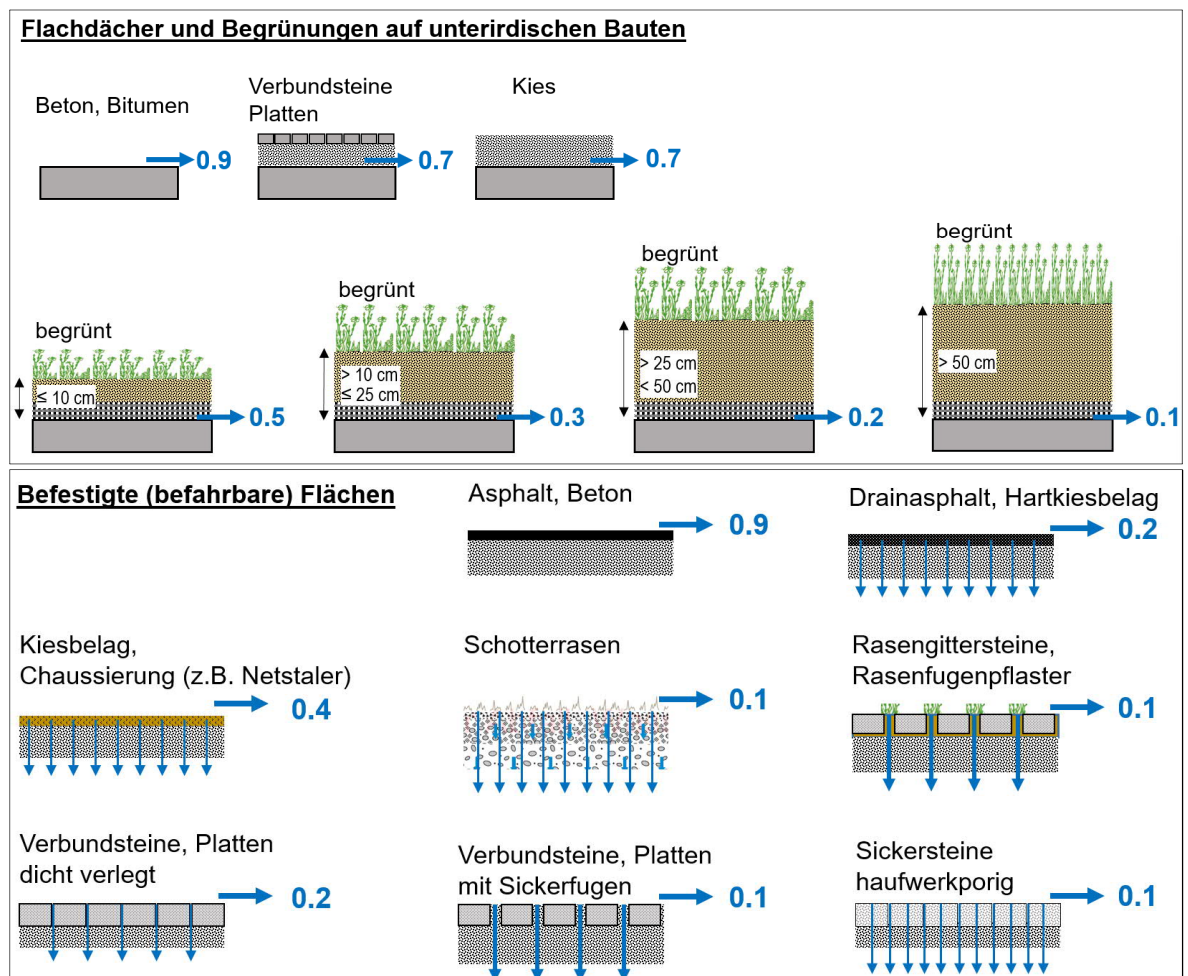 Flachdächer und Begrünungen auf unterirdischen Bauten
Beton, Bitumen
0.9
Verbundsteine
Platten
0.7
Kies
0.7
begrünt
≤ 10 cm
0.5
begrünt
> 10 cm
≤ 25 cm
0.3
begrünt
> 25 cm
< 50 cm
0.2
begrünt
> 50 cm
0.1
Befestigte (befahrbare) Flächen
Asphalt, Beton
0.9
Drainasphalt, Hartkiesbelag
0.2
Kiesbelag,
Chaussierung (z.B. Netstaler)
0.4
Schotterrasen
0.1
Rasengittersteine,
Rasenfugenpflaster
0.1
Verbundsteine, Platten
dicht verlegt
0.2
Verbundsteine, Platten
mit Sickerfugen
0.1
Sickersteine
haufwerkporig
0.1